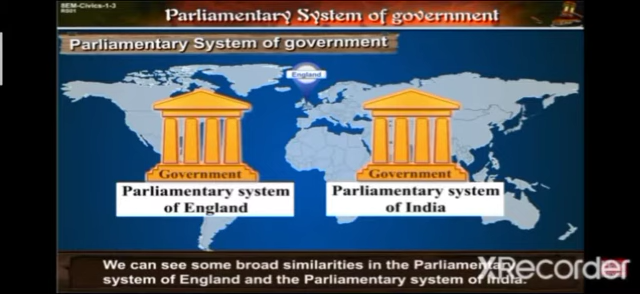 SEM-Civics-1-3
RS01
Parliamentary System of government
Parliamentary System of government
England
Government
Government
Parliamentary system
of England
Parliamentary system
of India
We can see some broad similarities in the Parliamentary
system of England and the Parliamentary system of India.
XRecorder